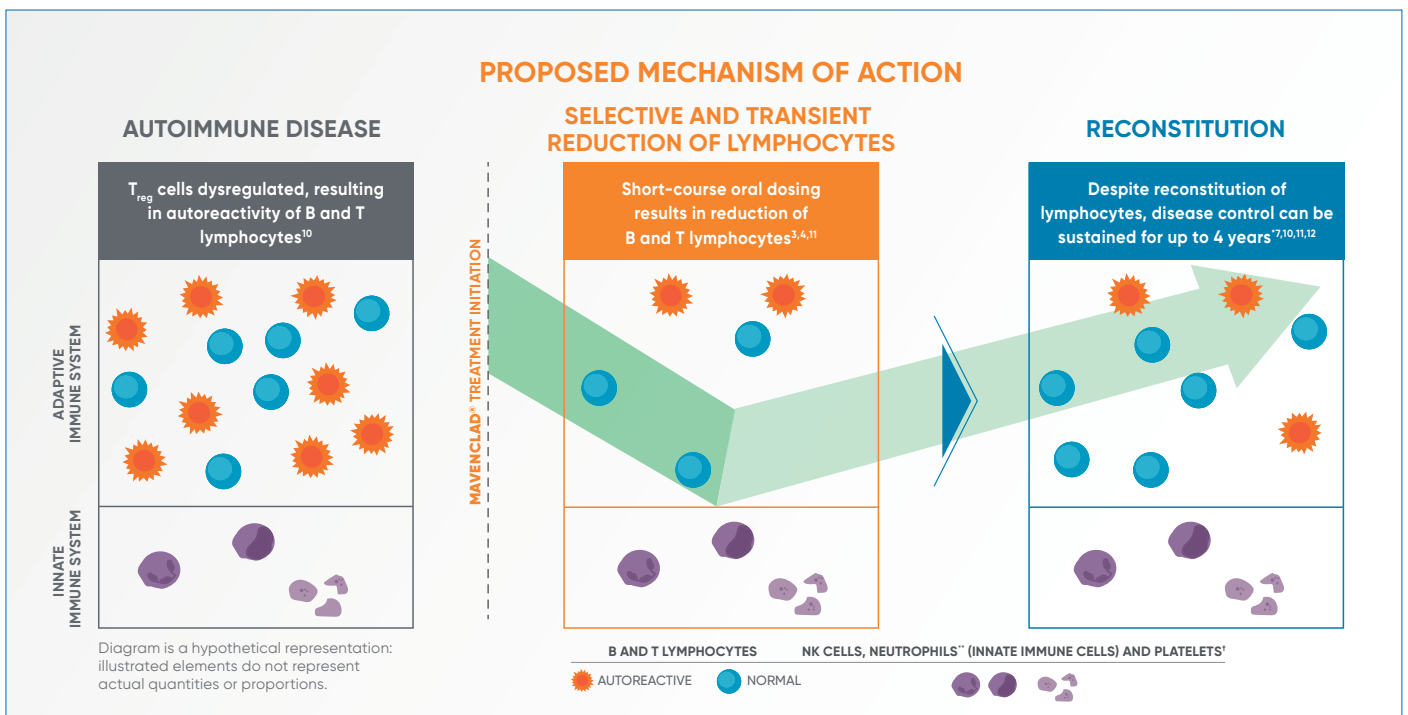 PROPOSED MECHANISM OF ACTION
AUTOIMMUNE DISEASE
SELECTIVE AND TRANSIENT
REDUCTION OF LYMPHOCYTES
RECONSTITUTION
Treg cells dysregulated, resulting
in autoreactivity of B and T
lymphocytes10
Short-course oral dosing
results in reduction of
B and T lymphocytes3,4,11
Despite reconstitution of
lymphocytes, disease control can be
sustained for up to 4 years*7,10,11,12
ADAPTIVE
IMMUNE SYSTEM
MAVENCLAD® TREATMENT INITIATION
INNATE
IMMUNE SYSTEM
Diagram is a hypothetical representation:
illustrated elements do not represent
actual quantities or proportions.
B AND T LYMPHOCYTES
NK CELLS, NEUTROPHILS** (INNATE IMMUNE CELLS) AND PLATELETS†
AUTOREACTIVE
NORMAL